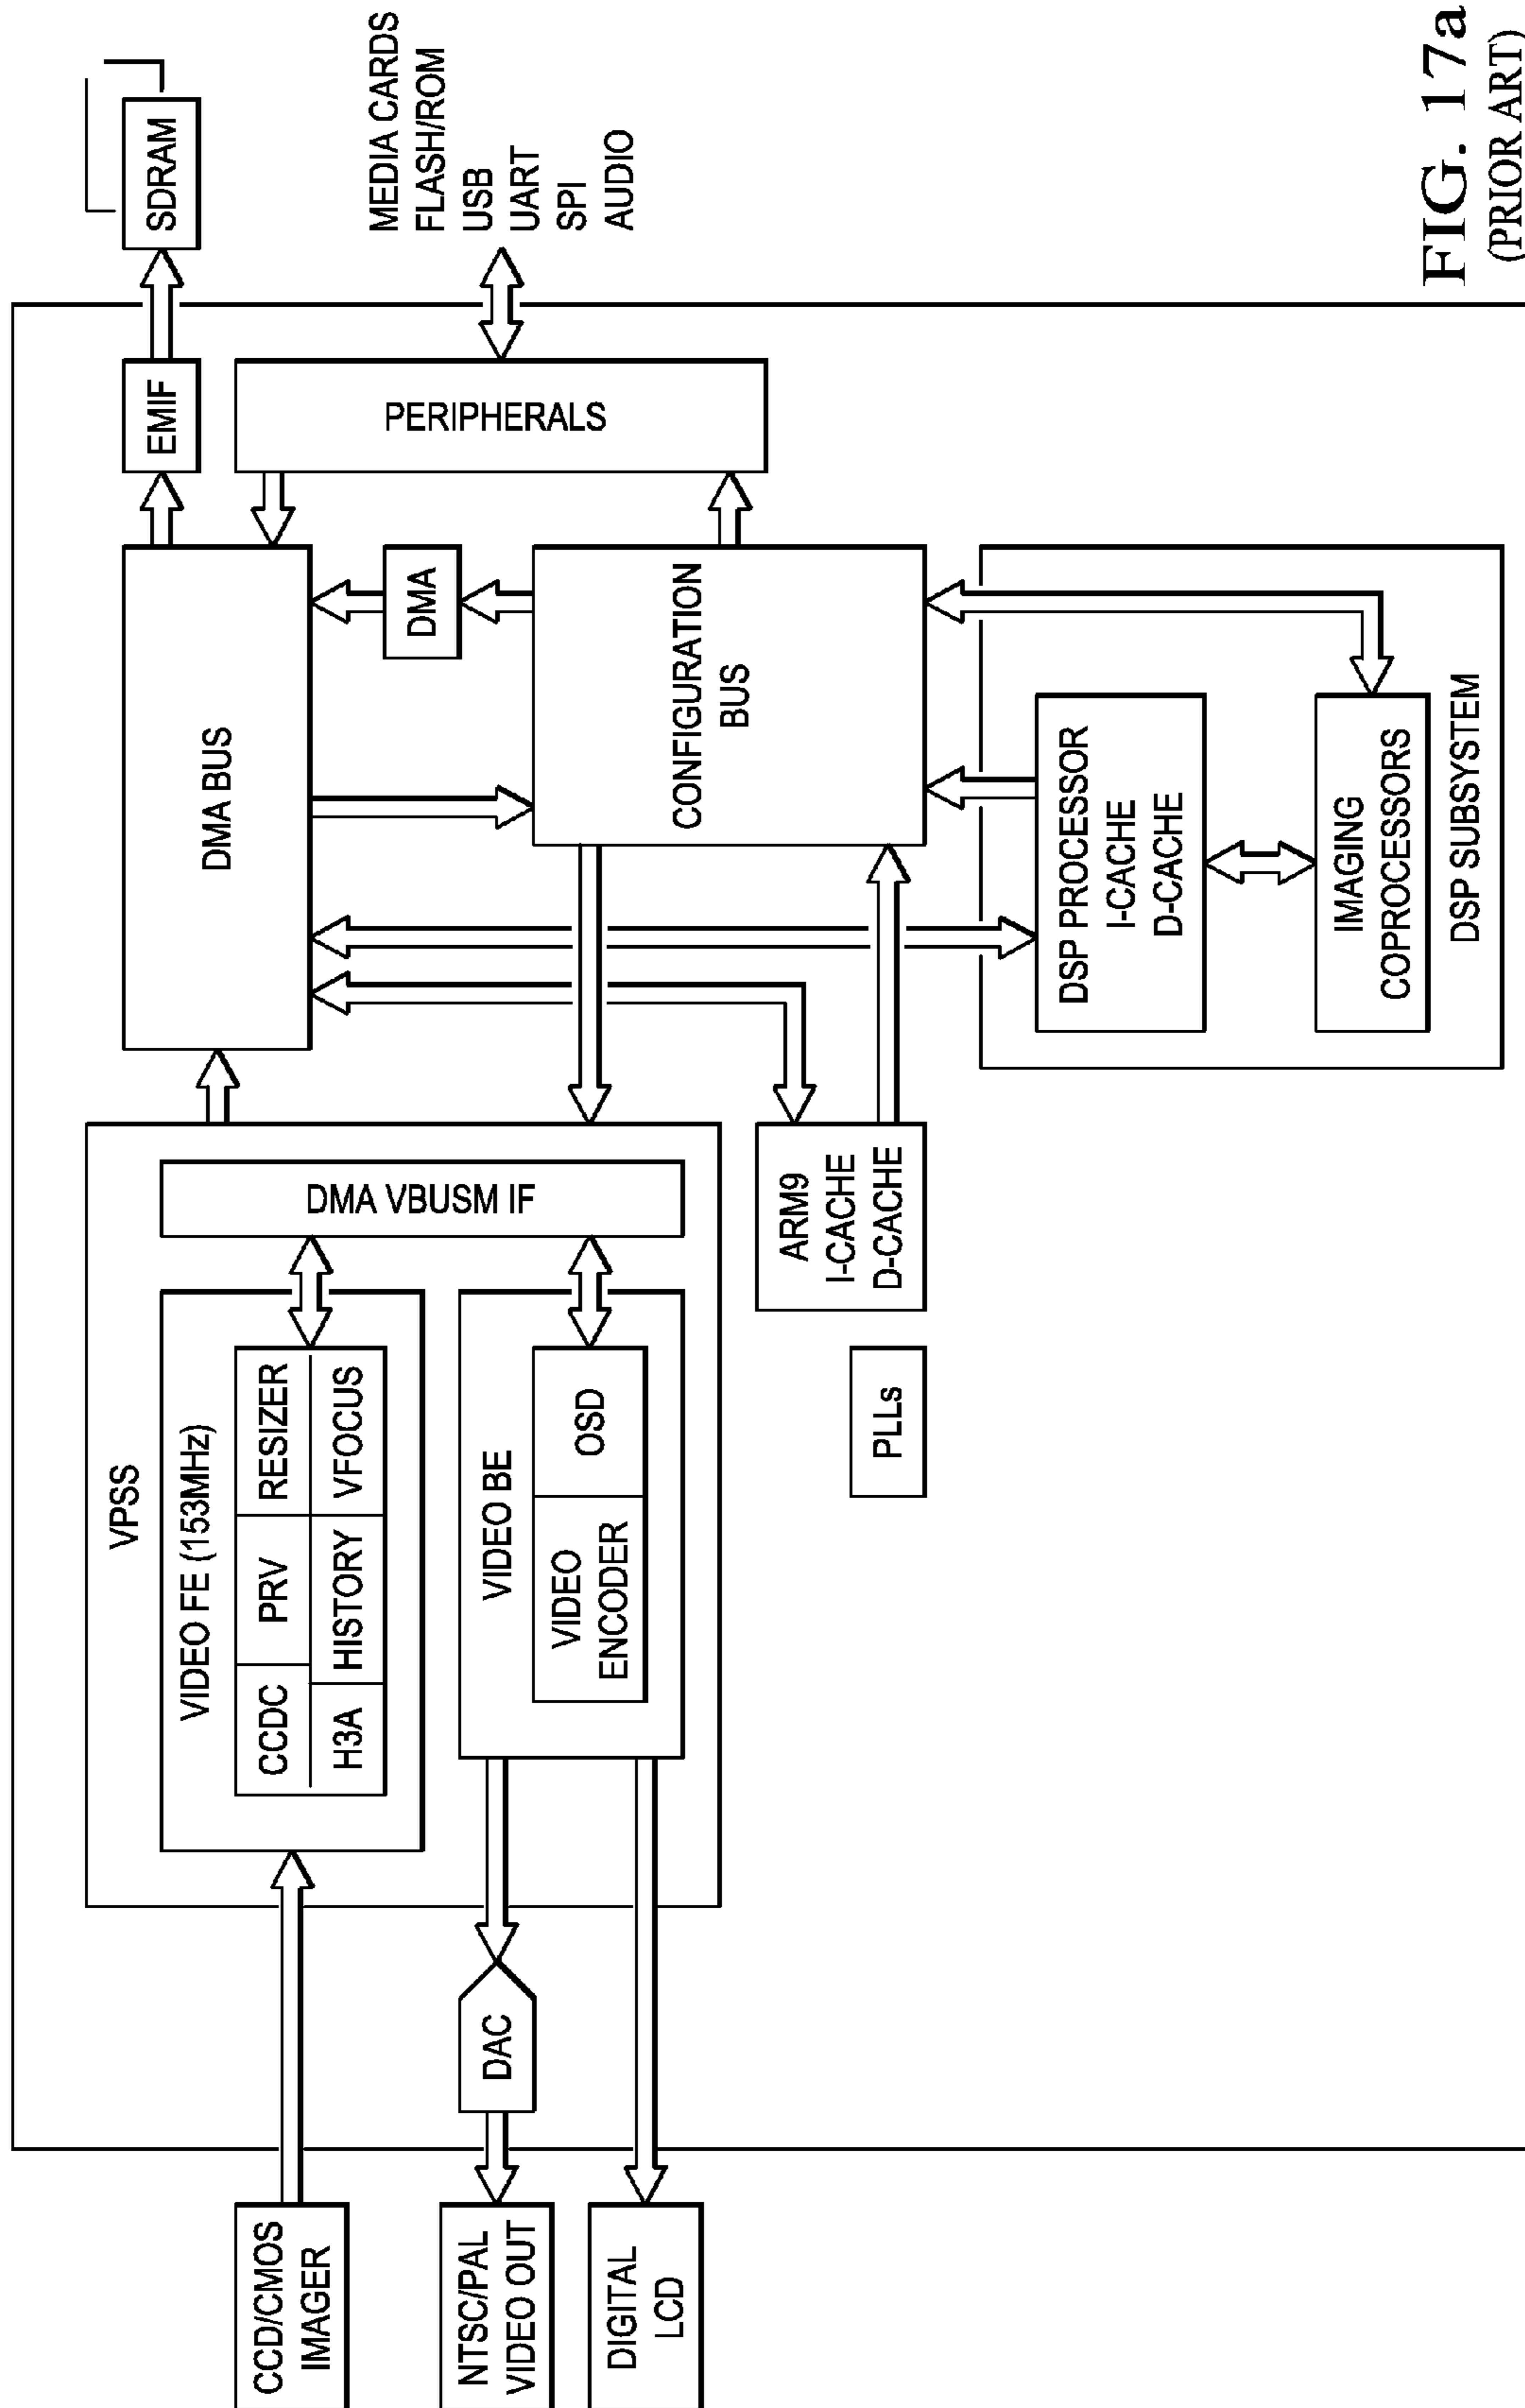 VPSS
VIDEO FE (153MHz)
CCDC
PRV
RESIZER
H3A
HISTORY
VFOCUS
VIDEO BE
VIDEO
ENCODER
OSD
DMA VBUSM IF
CCD/CMOS
IMAGER
NTSC/PAL
VIDEO OUT
DIGITAL
LCD
DAC
DMA BUS
EMIF
SDRAM
PERIPHERALS
MEDIA CARDS
FLASH/ROM
USB
UART
SPI
AUDIO
DMA
CONFIGURATION
BUS
ARM9
I-CACHE
D-CACHE
PLLs
DSP PROCESSOR
I-CACHE
D-CACHE
IMAGING
COPROCESSORS
DSP SUBSYSTEM
FIG. 17a
(PRIOR ART)